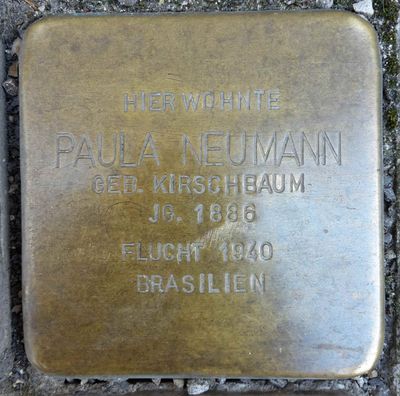 HIER WOHNTE
PAULA NEUMANN
GEB. KIRSCHBAUM
JG. 1886
FLUCHT 1940
BRASILIEN